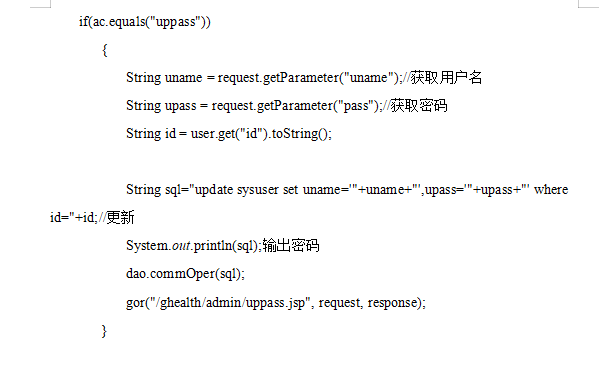 if(ac.equals("uppass"))
{
String uname = request.getParameter("uname");//获取用户名
String upass = request.getParameter("pass");//获取密码
String id = user.get("id").toString();
String sql="update sysuser set uname='"+uname+"',upass='"+upass+"' where
id="+id;//更新
System.out.println(sql);输出密码
dao.commOper(sql);
gor("/ghealth/admin/uppass.jsp", request, response);
}